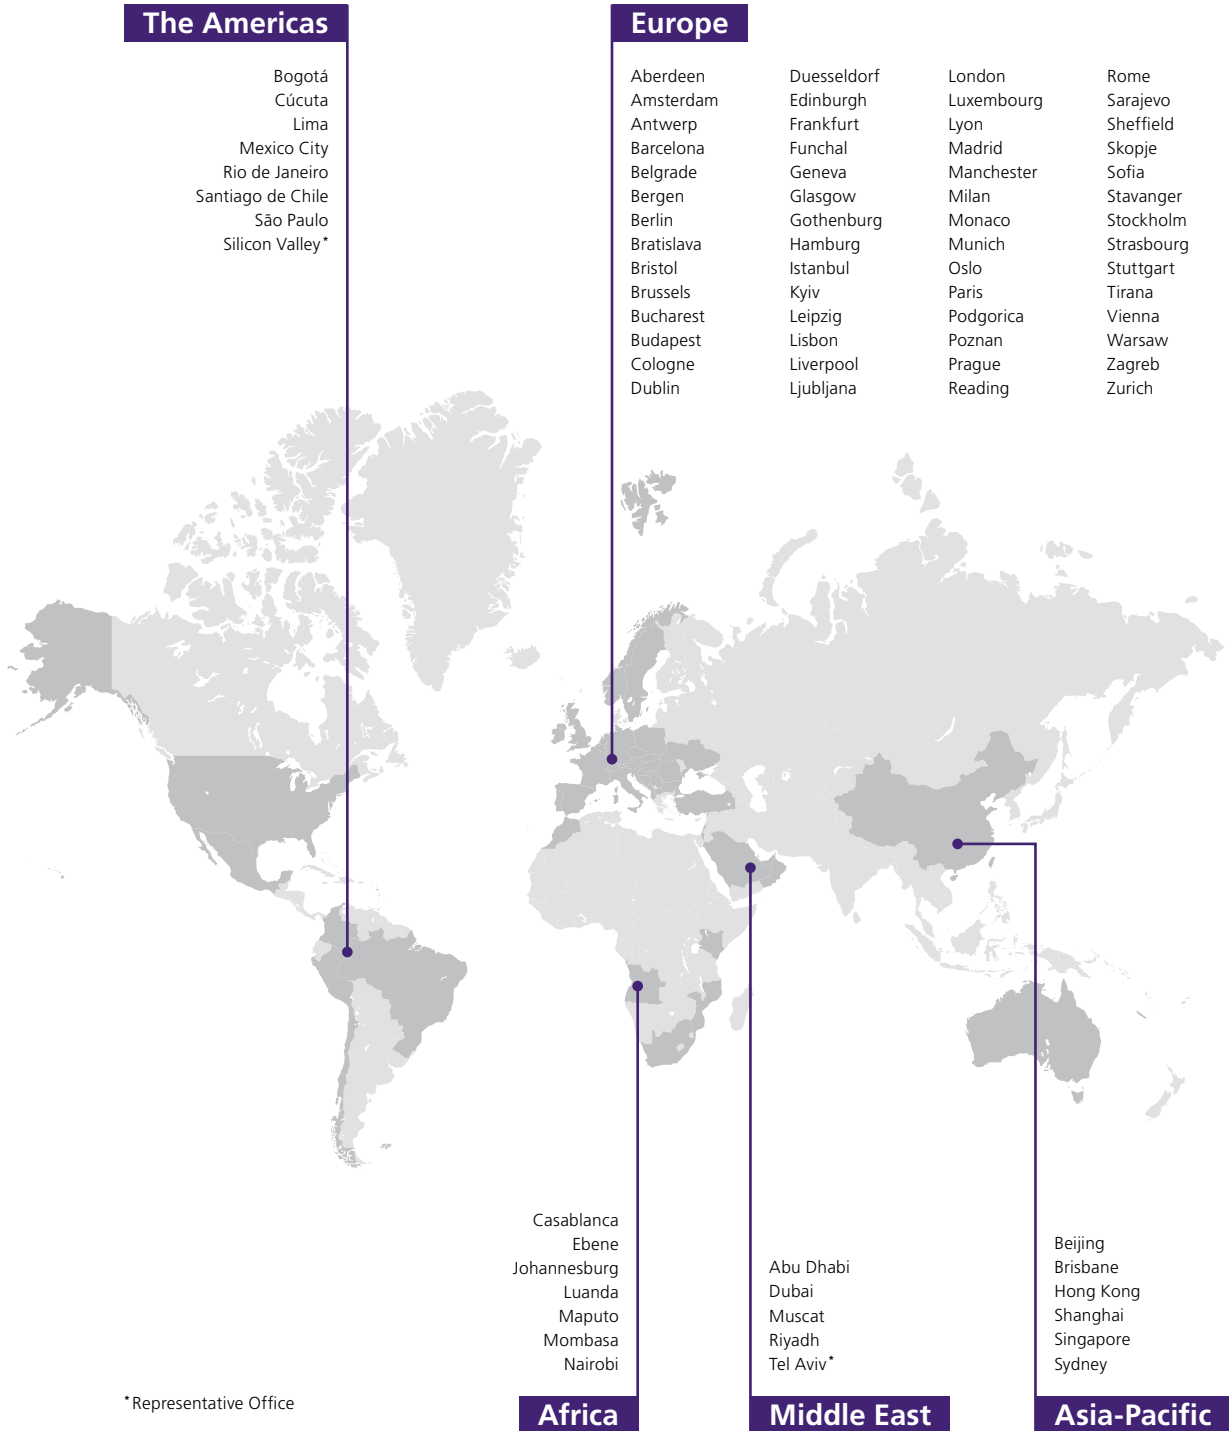 The Americas
Bogotá
Cúcuta
Lima
Mexico City
Rio de Janeiro
Santiago de Chile
São Paulo
Silicon Valley*
Europe
Aberdeen
Amsterdam
Antwerp
Barcelona
Belgrade
Bergen
Berlin
Bratislava
Bristol
Brussels
Bucharest
Budapest
Cologne
Dublin
Duesseldorf
Edinburgh
Frankfurt
Funchal
Geneva
Glasgow
Gothenburg
Hamburg
Istanbul
Kyiv
Leipzig
Lisbon
Liverpool
Ljubljana
London
Luxembourg
Lyon
Madrid
Manchester
Milan
Monaco
Munich
Oslo
Paris
Podgorica
Poznan
Prague
Reading
Rome
Sarajevo
Sheffield
Skopje
Sofia
Stavanger
Stockholm
Strasbourg
Stuttgart
Tirana
Vienna
Warsaw
Zagreb
Zurich
Casablanca
Ebene
Johannesburg
Luanda
Maputo
Mombasa
Nairobi
Africa
Abu Dhabi
Dubai
Muscat
Riyadh
Tel Aviv*
Middle East
Beijing
Brisbane
Hong Kong
Shanghai
Singapore
Sydney
Asia-Pacific
*Representative Office